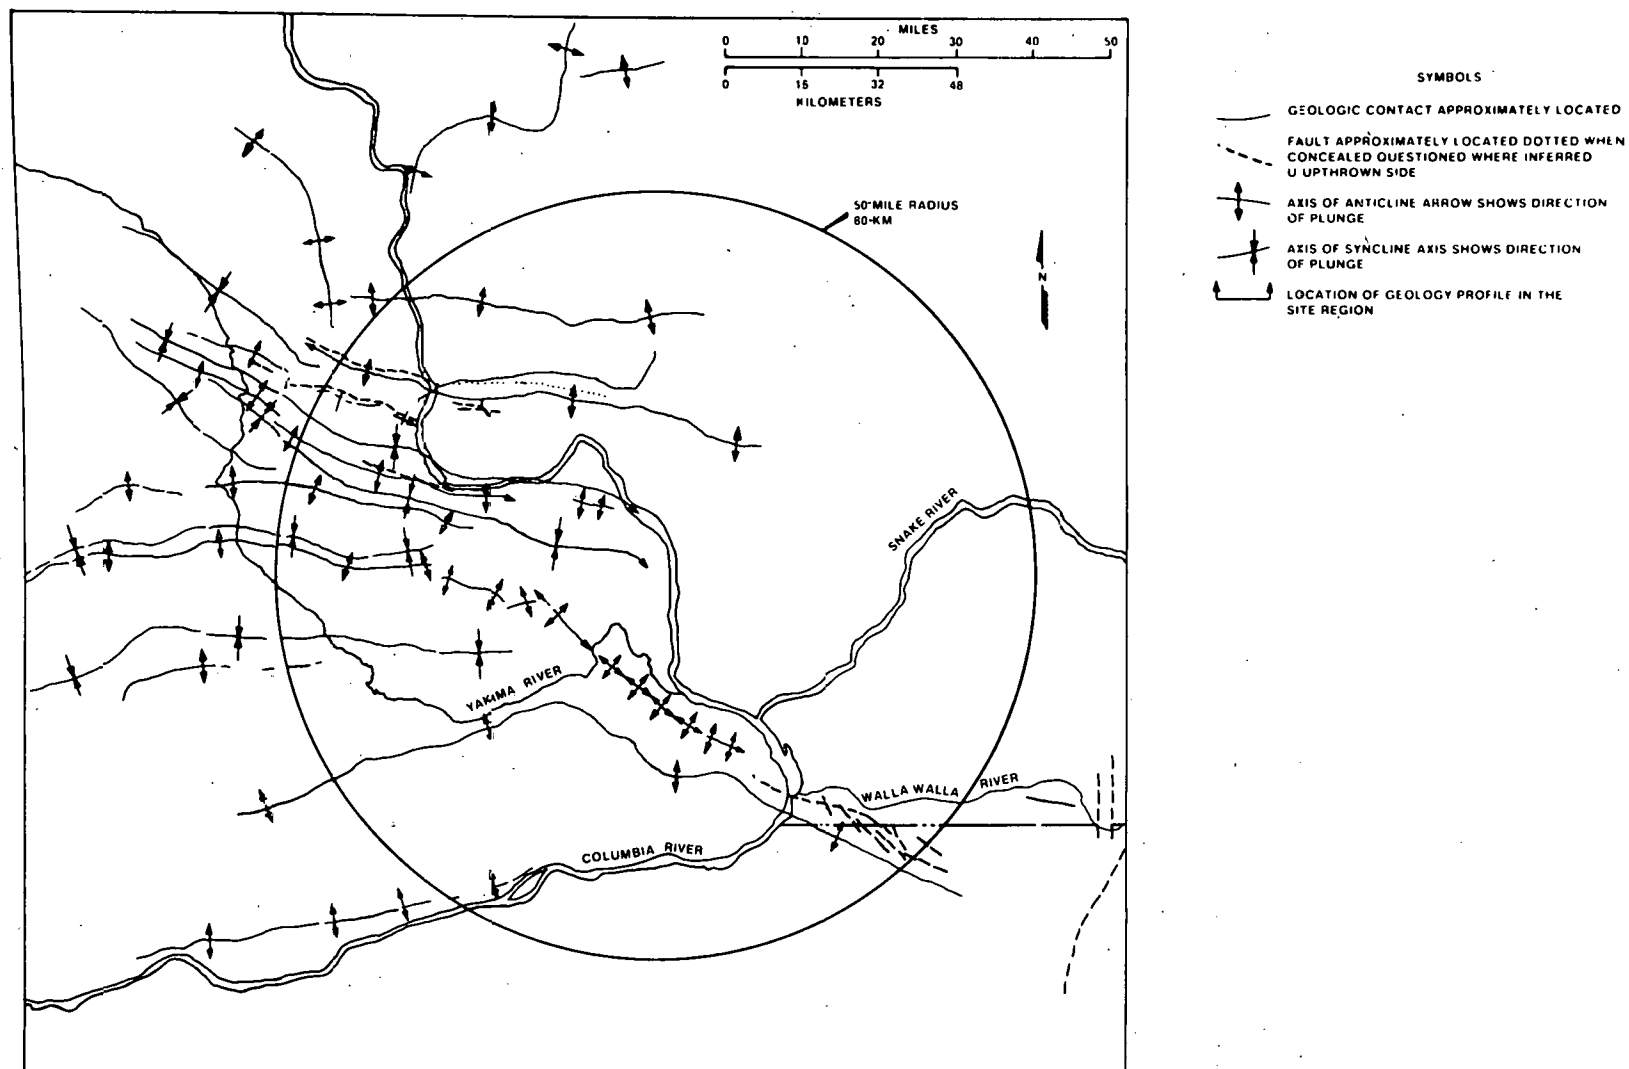 MILES
0 10 20 30 40 50
0 16 32 48
KILOMETERS
50-MILE RADIUS
80-KM
N
SNAKE RIVER
YAKIMA RIVER
WALLA WALLA RIVER
COLUMBIA RIVER
SYMBOLS
GEOLOGIC CONTACT APPROXIMATELY LOCATED
FAULT APPROXIMATELY LOCATED DOTTED WHEN
CONCEALED QUESTIONED WHERE INFERRED
U UPTHROWN SIDE
AXIS OF ANTICLINE ARROW SHOWS DIRECTION
OF PLUNGE
AXIS OF SYNCLINE AXIS SHOWS DIRECTION
OF PLUNGE
LOCATION OF GEOLOGY PROFILE IN THE
SITE REGION